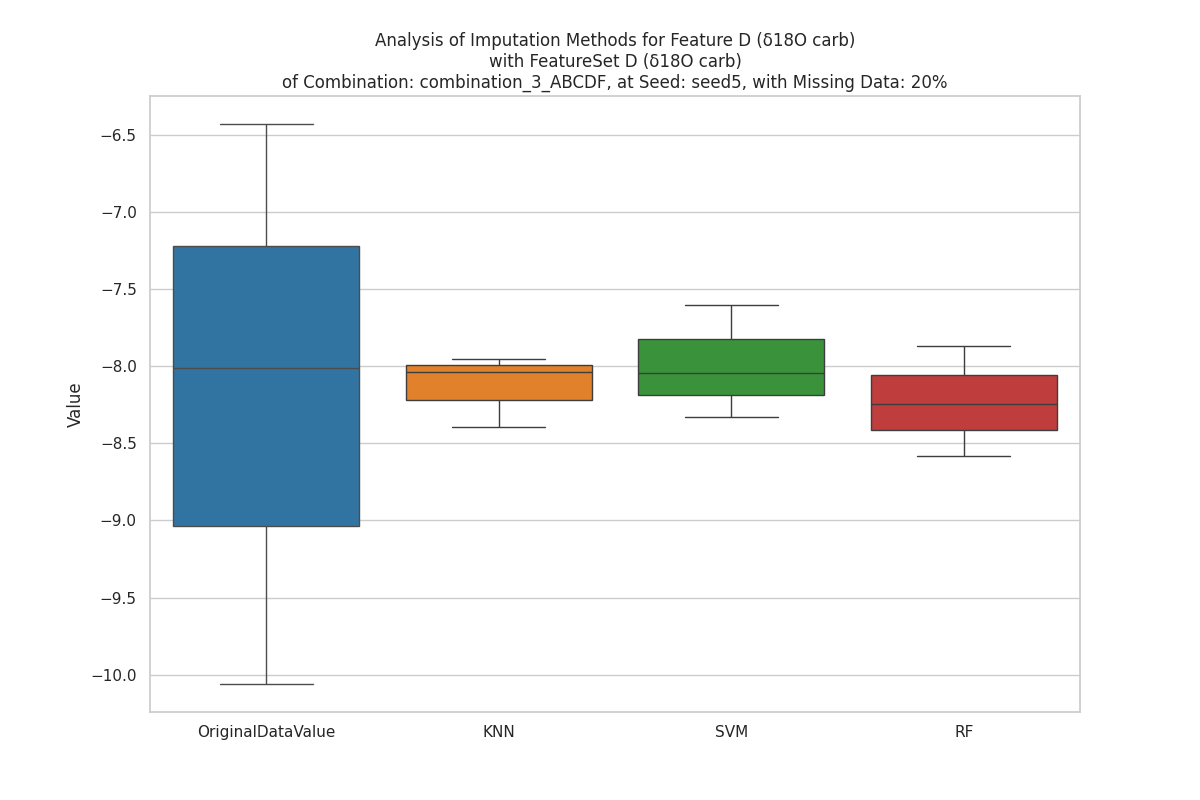 Analysis of Imputation Methods for Feature D (δ18O carb)
with FeatureSet D (δ18O carb)
of Combination: combination_3_ABCDF, at Seed: seed5, with Missing Data: 20%
Value
−6.5
−7.0
−7.5
−8.0
−8.5
−9.0
−9.5
−10.0
OriginalDataValue
KNN
SVM
RF